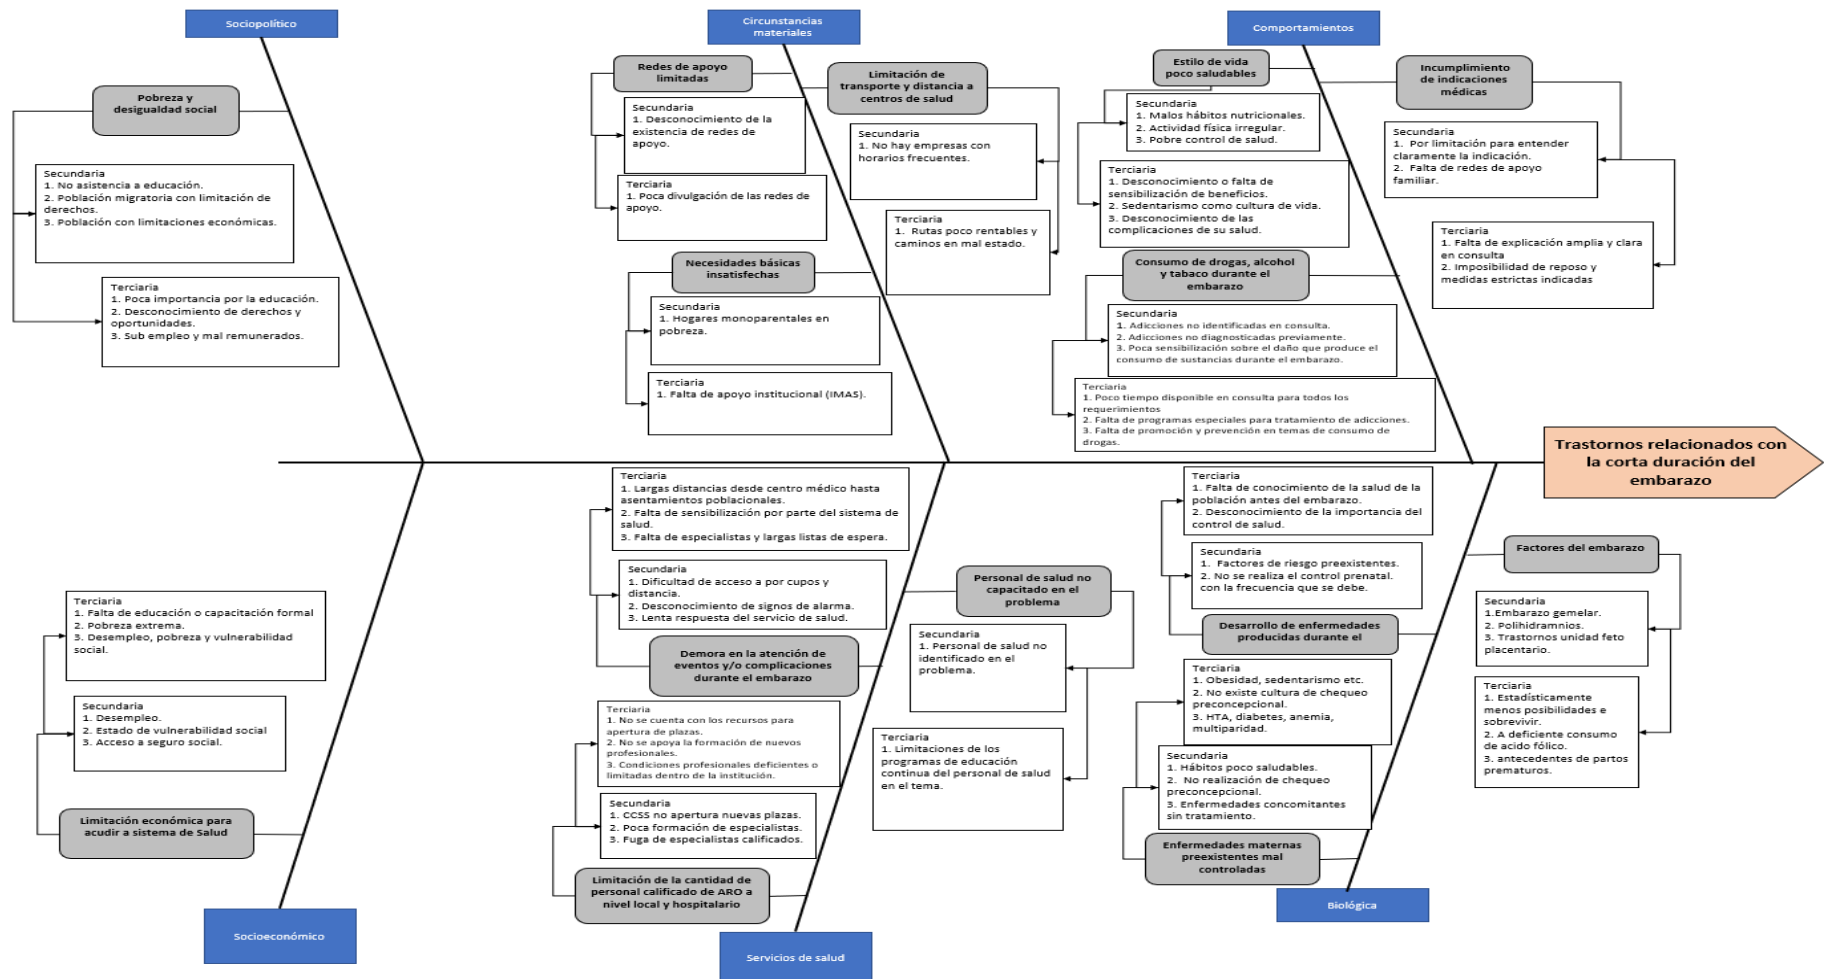 Sociopolítico
Pobreza y
desigualdad social
Secundaria
1. No asistencia a educación.
2. Población migratoria con limitación de
derechos.
3. Población con limitaciones económicas.
Terciaria
1. Poca importancia por la educación.
2. Desconocimiento de derechos y
oportunidades.
3. Sub empleo y mal remunerados.
Circunstancias
materiales
Redes de apoyo
limitadas
Secundaria
1. Desconocimiento de la
existencia de redes de
apoyo.
Terciaria
1. Poca divulgación de las redes de
apoyo.
Limitación de
transporte y distancia a
centros de salud
Secundaria
1. No hay empresas con
horarios frecuentes.
Terciaria
1. Rutas poco rentables y
caminos en mal estado.
Necesidades básicas
insatisfechas
Secundaria
1. Hogares monoparentales en
pobreza.
Terciaria
1. Falta de apoyo institucional (IMAS).
Comportamientos
Estilo de vida
poco saludables
Secundaria
1. Malos hábitos nutricionales.
2. Actividad física irregular.
3. Pobre control de salud.
Terciaria
1. Desconocimiento o falta de
sensibilización de beneficios.
2. Sedentarismo como cultura de vida.
3. Desconocimiento de las
complicaciones de su salud.
Incumplimiento
de indicaciones
médicas
Secundaria
1. Por limitación para entender
claramente la indicación.
2. Falta de redes de apoyo
familiar.
Terciaria
1. Falta de explicación amplia y clara
en consulta
2. Imposibilidad de reposo y
medidas estrictas indicadas
Consumo de drogas, alcohol
y tabaco durante el
embarazo
Secundaria
1. Adicciones no identificadas en consulta.
2. Adicciones no diagnosticadas previamente.
3. Poca sensibilización sobre el daño que produce el
consumo de sustancias durante el embarazo.
Terciaria
1. Poco tiempo disponible en consulta para todos los
requerimientos
2. Falta de programas especiales para tratamiento de adicciones.
3. Falta de promoción y prevención en temas de consumo de
drogas.
Trastornos relacionados con
la corta duración del
embarazo
Terciaria
1. Falta de educación o capacitación formal
2. Pobreza extrema.
3. Desempleo, pobreza y vulnerabilidad
social.
Secundaria
1. Desempleo.
2. Estado de vulnerabilidad social
3. Acceso a seguro social.
Limitación económica para
acudir a sistema de Salud
Socioeconómico
Terciaria
1. Largas distancias desde centro médico hasta
asentamientos poblacionales.
2. Falta de sensibilización por parte del sistema de
salud.
3. Falta de especialistas y largas listas de espera.
Secundaria
1. Dificultad de acceso a por cupos y
distancia.
2. Desconocimiento de signos de alarma.
3. Lenta respuesta del servicio de salud.
Demora en la atención de
eventos y/o complicaciones
durante el embarazo
Terciaria
1. No se cuenta con los recursos para
apertura de plazas.
2. No se apoya la formación de nuevos
profesionales.
3. Condiciones profesionales deficientes o
limitadas dentro de la institución.
Secundaria
1. CCSS no apertura nuevas plazas.
2. Poca formación de especialistas.
3. Fuga de especialistas calificados.
Limitación de la cantidad de
personal calificado de ARO a
nivel local y hospitalario
Personal de salud no
capacitado en el
problema
Secundaria
1. Personal de salud no
identificado en el
problema.
Terciaria
1. Limitaciones de los
programas de educación
continua del personal de salud
en el tema.
Servicios de salud
Terciaria
1. Falta de conocimiento de la salud de la
población antes del embarazo.
2. Desconocimiento de la importancia del
control de salud.
Secundaria
1. Factores de riesgo preexistentes.
2. No se realiza el control prenatal.
con la frecuencia que se debe.
Desarrollo de enfermedades
producidas durante el
Terciaria
1. Obesidad, sedentarismo etc.
2. No existe cultura de chequeo
preconcepcional.
3. HTA, diabetes, anemia,
multiparidad.
Secundaria
1. Hábitos poco saludables.
2. No realización de chequeo
preconcepcional.
3. Enfermedades concomitantes
sin tratamiento.
Enfermedades maternas
preexistentes mal
controladas
Factores del embarazo
Secundaria
1.Embarazo gemelar.
2. Polihidramnios.
3. Trastornos unidad feto
placentario.
Terciaria
1. Estadísticamente
menos posibilidades e
sobrevivir.
2. A deficiente consumo
de acido fólico.
3. antecedentes de partos
prematuros.
Biológica